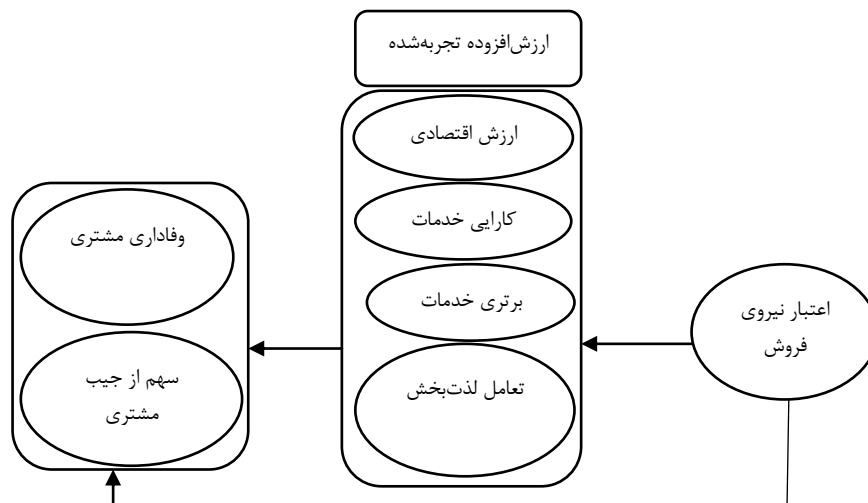 ارزش‌افزوده تجربه‌شده
ارزش اقتصادی
کارایی خدمات
برتری خدمات
تعامل لذت‌بخش
اعتبار نیروی
فروش
وفاداری مشتری
سهم از جیب
مشتری